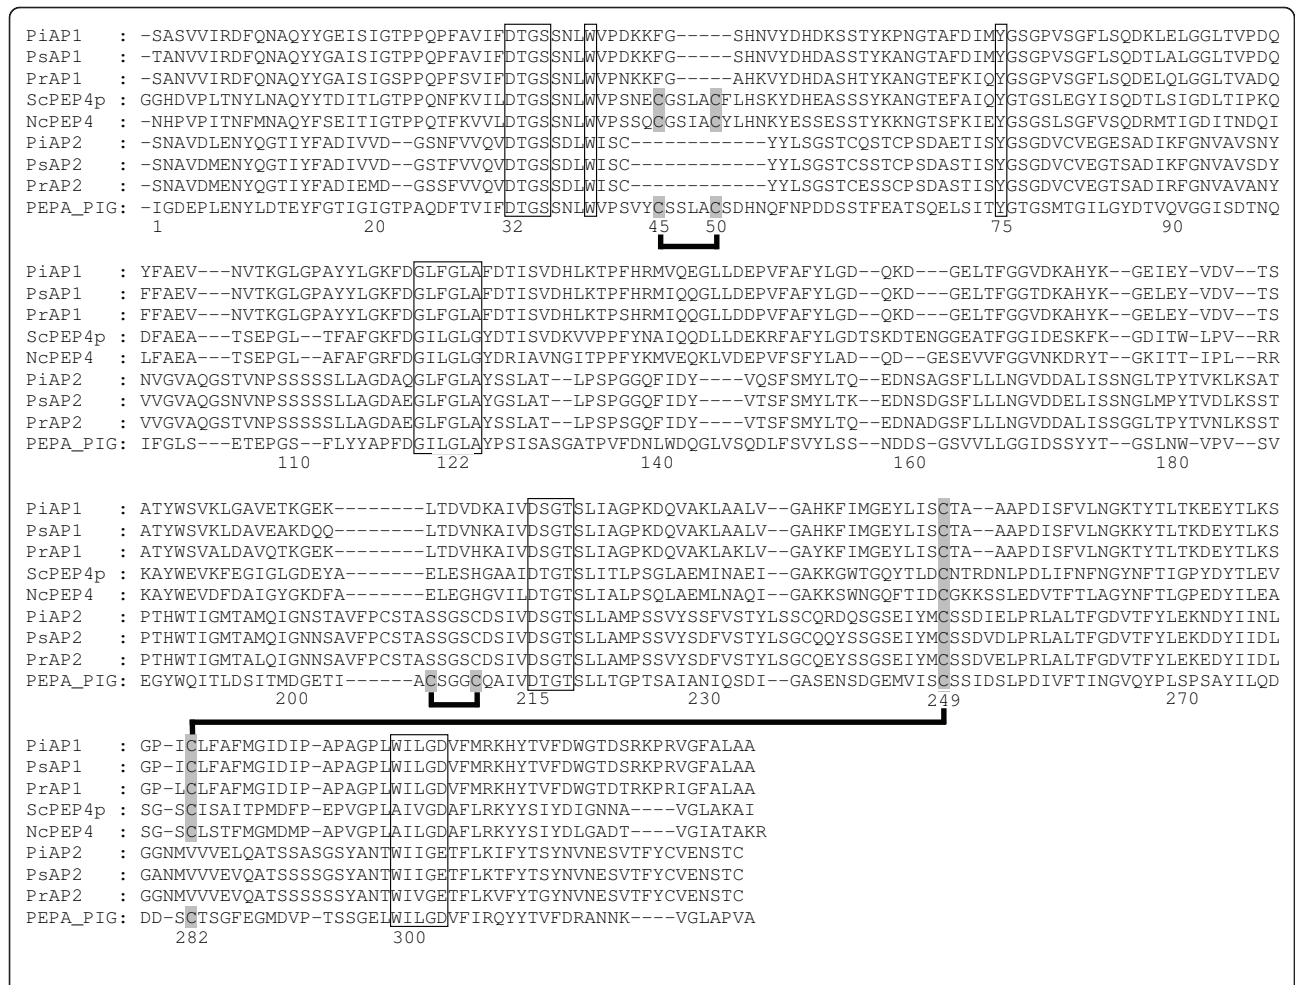 PiAP1 : -SASVVIRDFQNAQYYGEISIGTPPQPFAVIFDTGSSNLWVPDKKFG-----SHNVYDHDKSSTYKPNGTAFDIMYGSGPVSGFLSQDKLELGGLTVPDQ
PsAP1 : -TANVVIRDFQNAQYYGAISIGTPPQPFAVIFDTGSSNLWVPDKKFG-----SHNVYDHDASSTYKANGTAFDIMYGSGPVSGFLSQDTLALGGLTVPDQ
PrAP1 : -SANVVIRDFQNAQYYGAISIGSPPQPFSVIFDTGSSNLWVPNKKFG-----AHKVYDHDASHTYKANGTEFKIQYGSGPVSGFLSQDELQLGGLTVADQ
ScPEP4p : GGHDVPLTNYLNAQYYTDITLGTPPQNFKVILDTGSSNLWVPSNECGSLACFLHSKYDHEASSSYKANGTEFAIQYGTGSLEGYISQDTLSIGDLTIPKQ
NcPEP4 : -NHPVPITNFMNAQYFSEITIGTPPQTFKVVLDTGSSNLWVPSSQCGSIACYLHNKYESSESSTYKKNGTSFKIEYGSGSLSGFVSQDRMTIGDITNDQI
PiAP2 : -SNAVDLENYQGTIYFADIVVD--GSNFVVQVDTGSSDLWISC------------YYLSGSTCQSTCPSDAETISYGSGDVCVEGESADIKFGNVAVSNY
PsAP2 : -SNAVDMENYQGTIYFADIVVD--GSNFVVQVDTGSSDLWISC------------YYLSGSTCSSTCPSDASTISYGSGDVCVEGTSADIKFGNVAVSDY
PrAP2 : -SNAVDMENYQGTIYFADIEMD--GSSFVVQVDTGSSDLWISC------------YYLSGSTCESSCPSDASTISYGSGDVCVEGTSADIRFGNVAVANY
PEPA_PIG: -IGDEPLENYLDTEYFGTIGIGTPAQDFTVIFDTGSSNLWVPSVYCSSLACSDHNQFNPDDSSTFEATSQELSITYGTGSMTGILGYDTVQVGGISDTNQ
1 20 32 45 50 75 90
PiAP1 : YFAEV---NVTKGLGPAYYLGKFDGLFGLAFDTISVDHLKTPFHRMVQEGLLDEPVFAFYLGD--QKD---GELTFGGVDKAHYK--GEIEY-VDV--TS
PsAP1 : FFAEV---NVTKGLGPAYYLGKFDGLFGLAFDTISVDHLKTPFHRMIQQGLLDEPVFAFYLGD--QKD---GELTFGGTDKAHYK--GELEY-VDV--TS
PrAP1 : FFAEV---NVTKGLGPAYYLGKFDGLFGLAFDTISVDHLKTPSHRMIQQGLLDDPVFAFYLGD--QKD---GELTFGGVDKAHYK--GELEY-VDV--TS
ScPEP4p : DFAEA---TSEPGL--TFAFGKFDGILGLGYDTISVDKVVPPFYNAIQQDLLDEKRFAFYLGDTSKDTENGGEATFGGIDESKFK--GDITW-LPV--RR
NcPEP4 : LFAEA---TSEPGL--AFAFGRFDGILGLGYDRIAVNGITPPFYKMVEQKLVDEPVFSFYLAD--QD--GESEVVFGGVNKDRYT--GKITT-IPL--RR
PiAP2 : NVGVAQGSTVNPSSSSSLLAGDAQGLFGLAYSSLAT--LPSPGGQFIDY----VQSFSMYLTQ--EDNSAGSFLLLNGVDDALISSNGLTPYTVKLKSAT
PsAP2 : VVGVAQGSNVNPSSSSSLLAGDAEGLFGLAYGSLAT--LPSPGGQFIDY----VTSFSMYLTK--EDNSDGSFLLLNGVDDELISSNGLMPYTVDLKSST
PrAP2 : VVGVAQGSTVNPSSSSSLLAGDAEGLFGLAYSSLAT--LPSPSGQFIDY----VTSFSMYLTQ--EDNADGSFLLLNGVDDALISSGGLTPYTVNLKSST
PEPA_PIG: IFGLS---ETEPGS--FLYYAPFDGILGLAYPSISASGATPVFDNLWDQGLVSQDLFSVYLSS--NDDS-GSVVLLGGIDSSYYT--GSLNW-VPV--SV
110 122 140 160 180
PiAP1 : ATYWSVKLGAVETKGEK--------LTDVDKAIVDSGTSLIAGPKDQVAKLAALV--GAHKFIMGEYLISCTA--AAPDISFVLNGKTYTLTKEEYTLKS
PsAP1 : ATYWSVKLDAVEAKDQQ--------LTDVNKAIVDSGTSLIAGPKDQVAKLAALV--GAHKFIMGEYLISCTA--AAPDISFVLNGKKYTLTKDEYTLKS
PrAP1 : ATYWSVALDAVQTKGEK--------LTDVHKAIVDSGTSLIAGPKDQVAKLAKLV--GAYKFIMGEYLISCTA--AAPDISFVLNGKTYTLTKDEYTLKS
ScPEP4p : KAYWEVKFEGIGLGDEYA-------ELESHGAAIDTGTSLITLPSGLAEMINAEI--GAKKGWTGQYTLDCNTRDNLPDLIFNFNGYNFTIGPYDYTLEV
NcPEP4 : KAYWEVDFDAIGYGKDFA-------ELEGHGVILDTGTSLIALPSQLAEMLNAQI--GAKKSWNGQFTIDCGKKSSLEDVTFTLAGYNFTLGPEDYILEA
PiAP2 : PTHWTIGMTAMQIGNSTAVFPCSTASSGSCDSIVDSGTSLLAMPSSVYSSFVSTYLSSCQRDQSGSEIYMCSSDIELPRLALTFGDVTFYLEKNDYIINL
PsAP2 : PTHWTIGMTAMQIGNNSAVFPCSTASSGSCDSIVDSGTSLLAMPSSVYSDFVSTYLSGCQQYSSGSEIYMCSSDVDLPRLALTFGDVTFYLEKDDYIIDL
PrAP2 : PTHWTIGMTALQIGNNSAVFPCSTASSGSCDSIVDSGTSLLAMPSSVYSDFVSTYLSGCQEYSSGSEIYMCSSDVELPRLALTFGDVTFYLEKEDYIIDL
PEPA_PIG: EGYWQITLDSITMDGETI------ACSGGCQAIVDTGTSLLTGPTSAIANIQSDI--GASENSDGEMVISCSSIDSLPDIVFTINGVQYPLSPSAYILQD
200 215 230 249 270
PiAP1 : GP-ICLFAFMGIDIP-APAGPLWILGDVFMRKHYTVFDWGTDSRKPRVGFALAA
PsAP1 : GP-ICLFAFMGIDIP-APAGPLWILGDVFMRKHYTVFDWGTDSRKPRVGFALAA
PrAP1 : GP-LCLFAFMGIDIP-APAGPLWILGDVFMRKHYTVFDWGTDTRKPRIGFALAA
ScPEP4p : SG-SCISAITPMDFP-EPVGPLAIVGDAFLRKYYSIYDIGNNA----VGLAKAI
NcPEP4 : SG-SCLSTFMGMDMP-APVGPLAILGDAFLRKYYSIYDLGADT----VGIATAKR
PiAP2 : GGNMVVVVELQATSSASGSYANTWIIGETFLKIFYTSYNVNESVTFYCVENSTC
PsAP2 : GANMVVVVEVQATSSSSGSYANTWIIGETFLKTFYTSYNVNESVTFYCVENSTC
PrAP2 : GGNMVVVVEVQATSSSSSSYANTWIVGETFLKVFYTGYNVNESVTFYCVENSTC
PEPA_PIG: DD-SCTSGFEGMDVP-TSSGELWILGDVFIRQYYTVFDRANNK----VGLAPVA
282 300